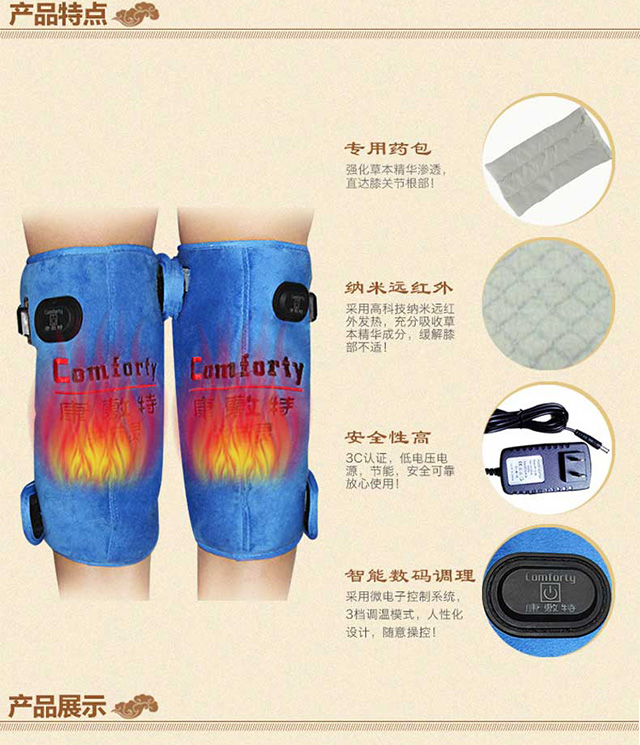 产品特点
专用药包
强化草本精华渗透，
直达膝关节根部！
纳米远红外
采用高科技纳米远红
外发热，充分吸收草
本精华成分，缓解膝
部不适！
安全性高
3C认证，低电压电
源，节能，安全可靠
放心使用！
智能数码调理
采用微电子控制系统，
3档调温模式，人性化
设计，随意操控！
Comforty
康敷特
Comforty
康敷特
灵
Comforty
康敷特
灵
Comforty
康敷特
产品展示